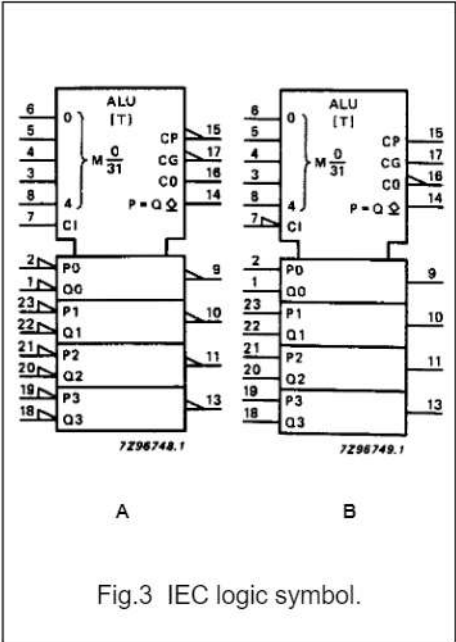 ALU
[T]
6 0
5
4
3
8 4
7 CI
M 0/31
CP 15
CG 17
CO 16
P = Q 14
2 P0
1 Q0
9
23 P1
22 Q1
10
21 P2
20 Q2
11
19 P3
18 Q3
13
7Z96748.1
A
ALU
[T]
6 0
5
4
3
8 4
7 CI
M 0/31
CP 15
CG 17
CO 16
P = Q 14
2 P0
1 Q0
9
23 P1
22 Q1
10
21 P2
20 Q2
11
19 P3
18 Q3
13
7Z96749.1
B
Fig.3 IEC logic symbol.